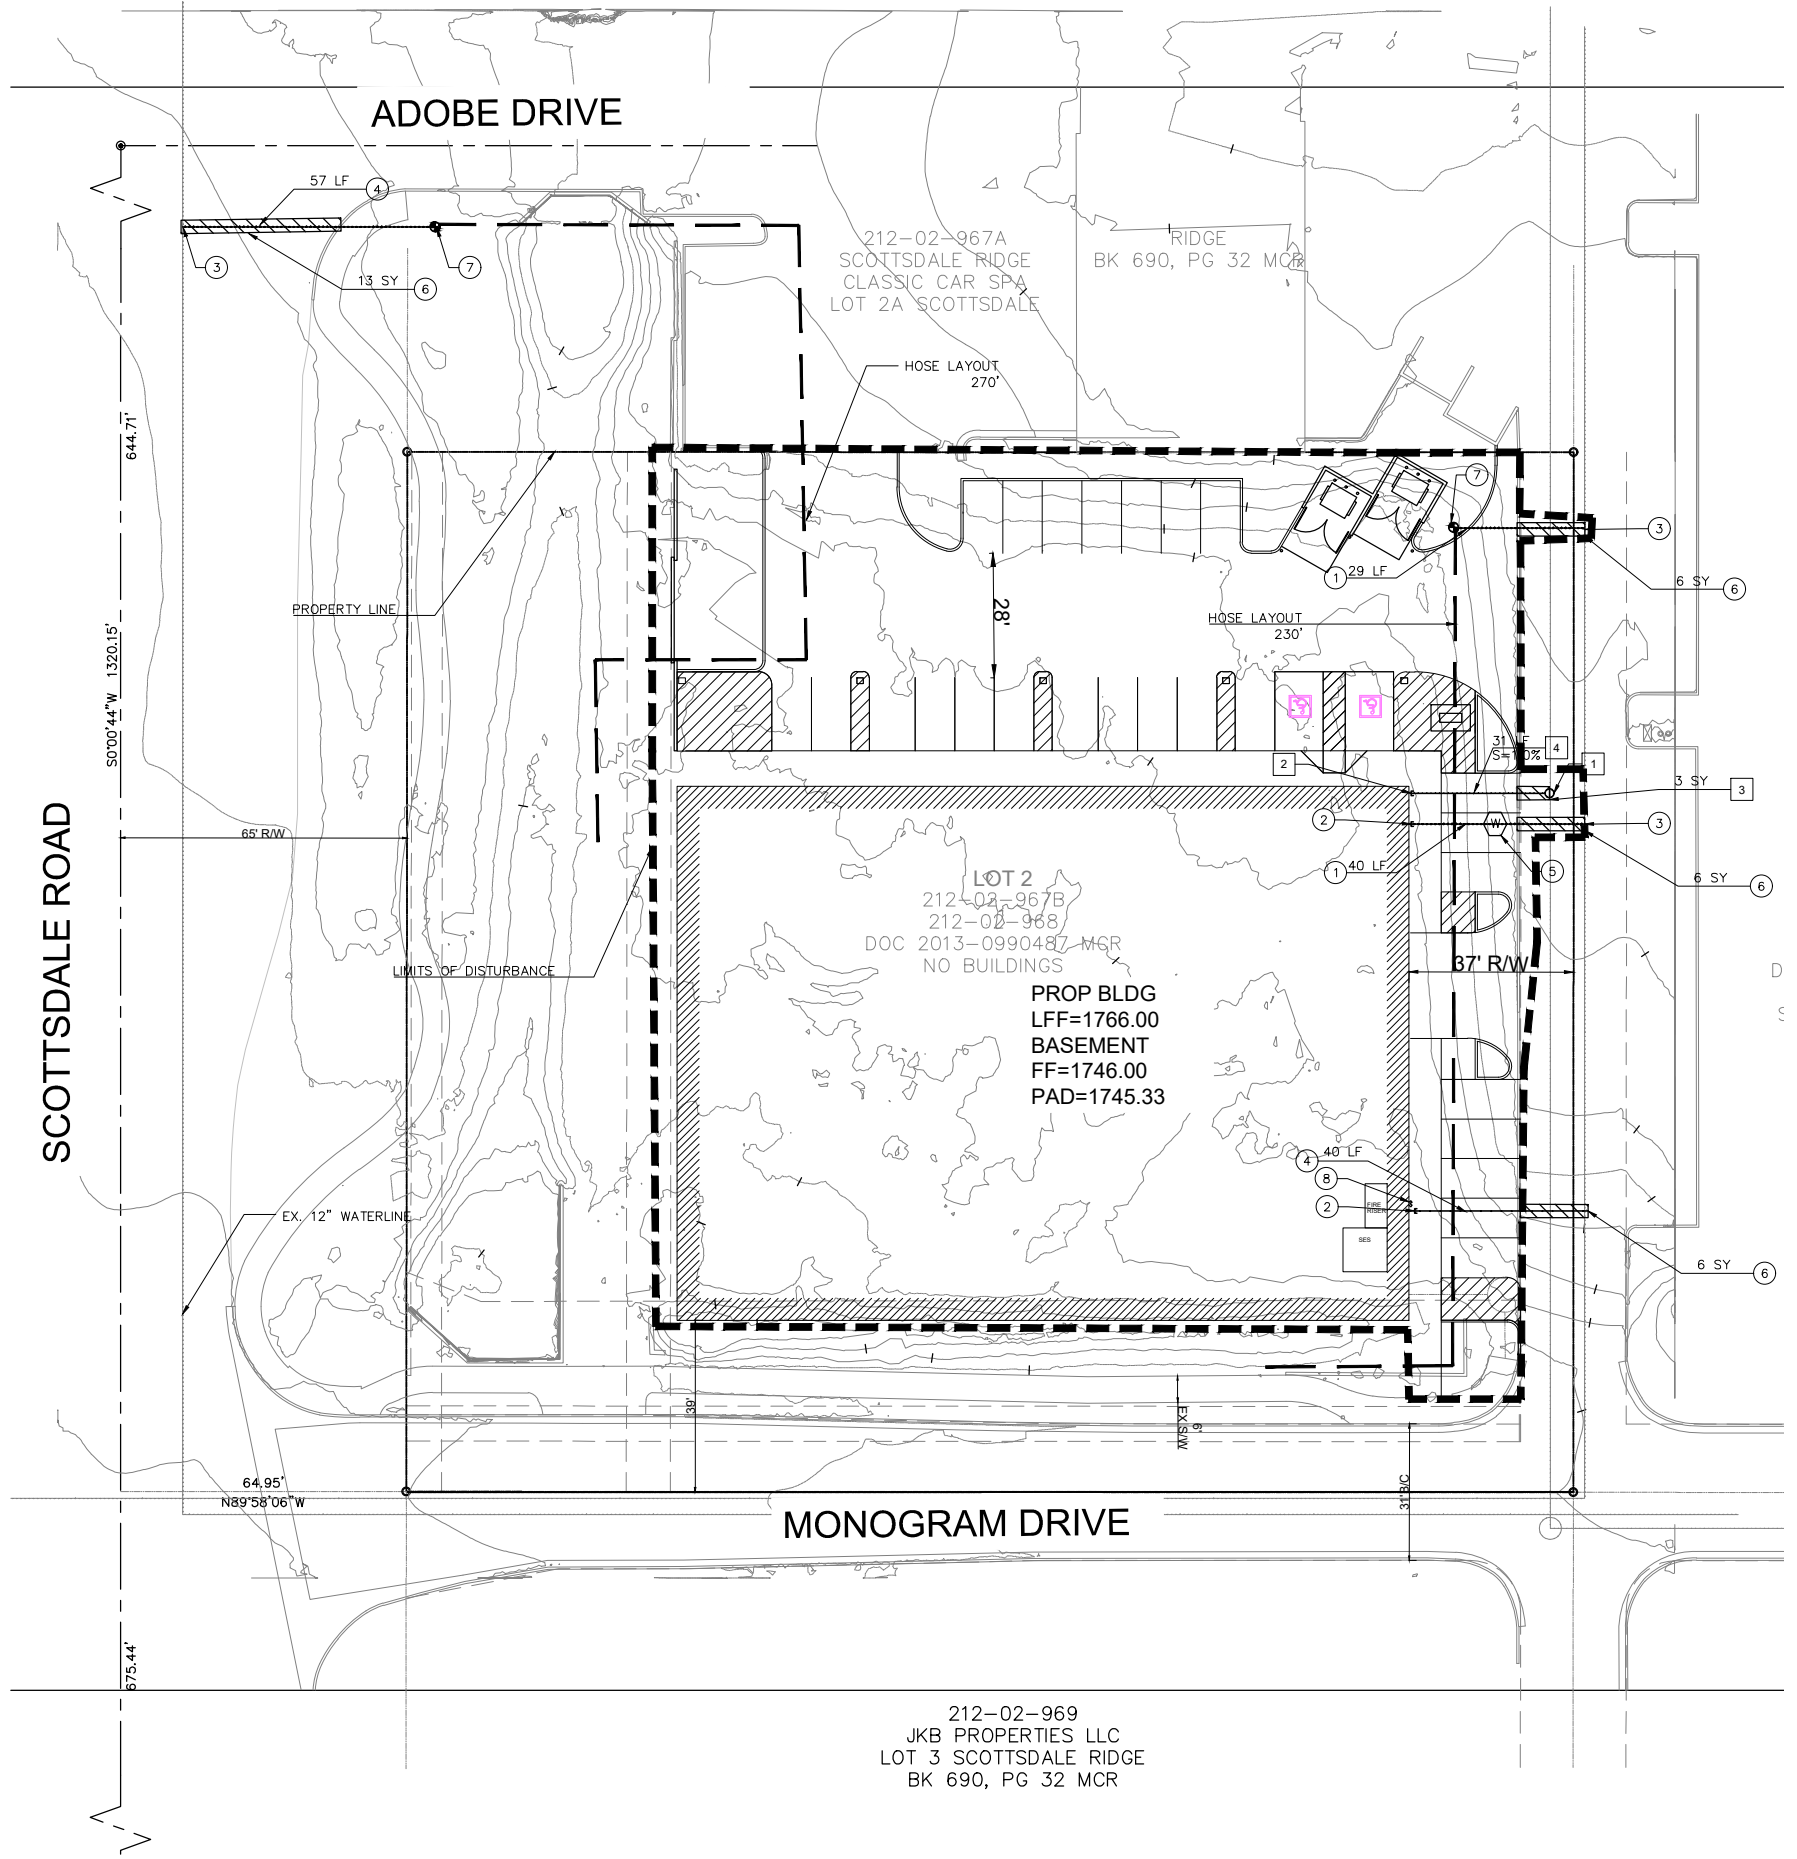 ADOBE DRIVE
57 LF
4
3
7
13 SY
6
212-02-967A
SCOTTSDALE RIDGE
CLASSIC CAR SPA
LOT 2A SCOTTSDALE
RIDGE
BK 690, PG 32 MCR
HOSE LAYOUT
270'
644.71'
7
3
1
29 LF
6 SY
6
28'
PROPERTY LINE
HOSE LAYOUT
230'
S0°00'44"W 1320.15'
31 LF
S=10%
4
2
1
3 SY
3
2
W
3
65' R/W
1
40 LF
5
6 SY
6
SCOTTSDALE ROAD
LOT 2
212-02-967B
212-02-968
DOC 2013-0990487 MCR
NO BUILDINGS
37' R/W
LIMITS OF DISTURBANCE
PROP BLDG
LFF=1766.00
BASEMENT
FF=1746.00
PAD=1745.33
D
S
4
40 LF
8
2
FIRE
RISER
SES
EX. 12" WATERLINE
6 SY
6
39'
6'
EX S/W
31' B/C
64.95'
N89°58'06"W
MONOGRAM DRIVE
675.44'
212-02-969
JKB PROPERTIES LLC
LOT 3 SCOTTSDALE RIDGE
BK 690, PG 32 MCR